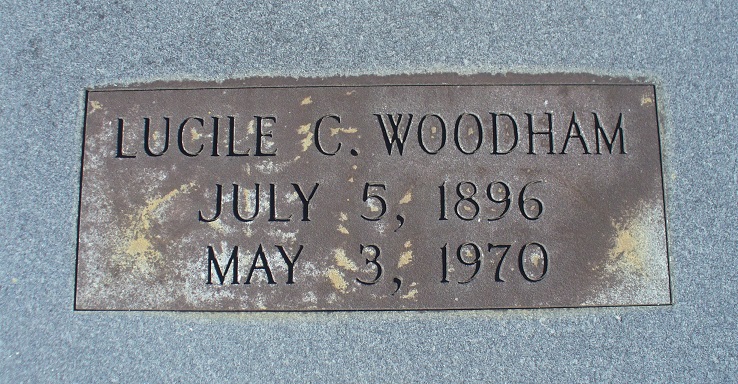 LUCILE C. WOODHAM
JULY 5, 1896
MAY 3, 1970